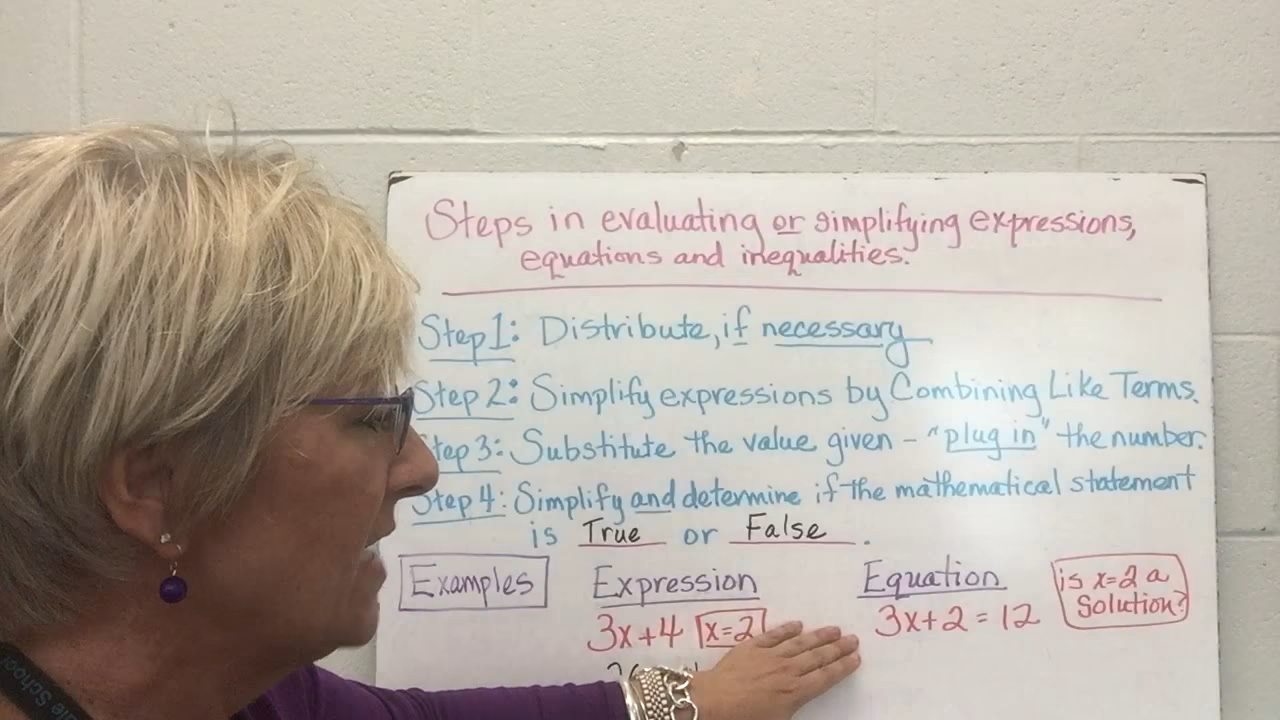 Steps in evaluating or simplifying expressions,
equations and inequalities.
Step 1: Distribute, if necessary
Step 2: Simplify expressions by Combining Like Terms.
Step 3: Substitute the value given - "plug in" the number.
Step 4: Simplify and determine if the mathematical statement
is True or False.
Examples Expression Equation
3x+4 x=2 3x+2=12
is x=2 a
Solution?
School